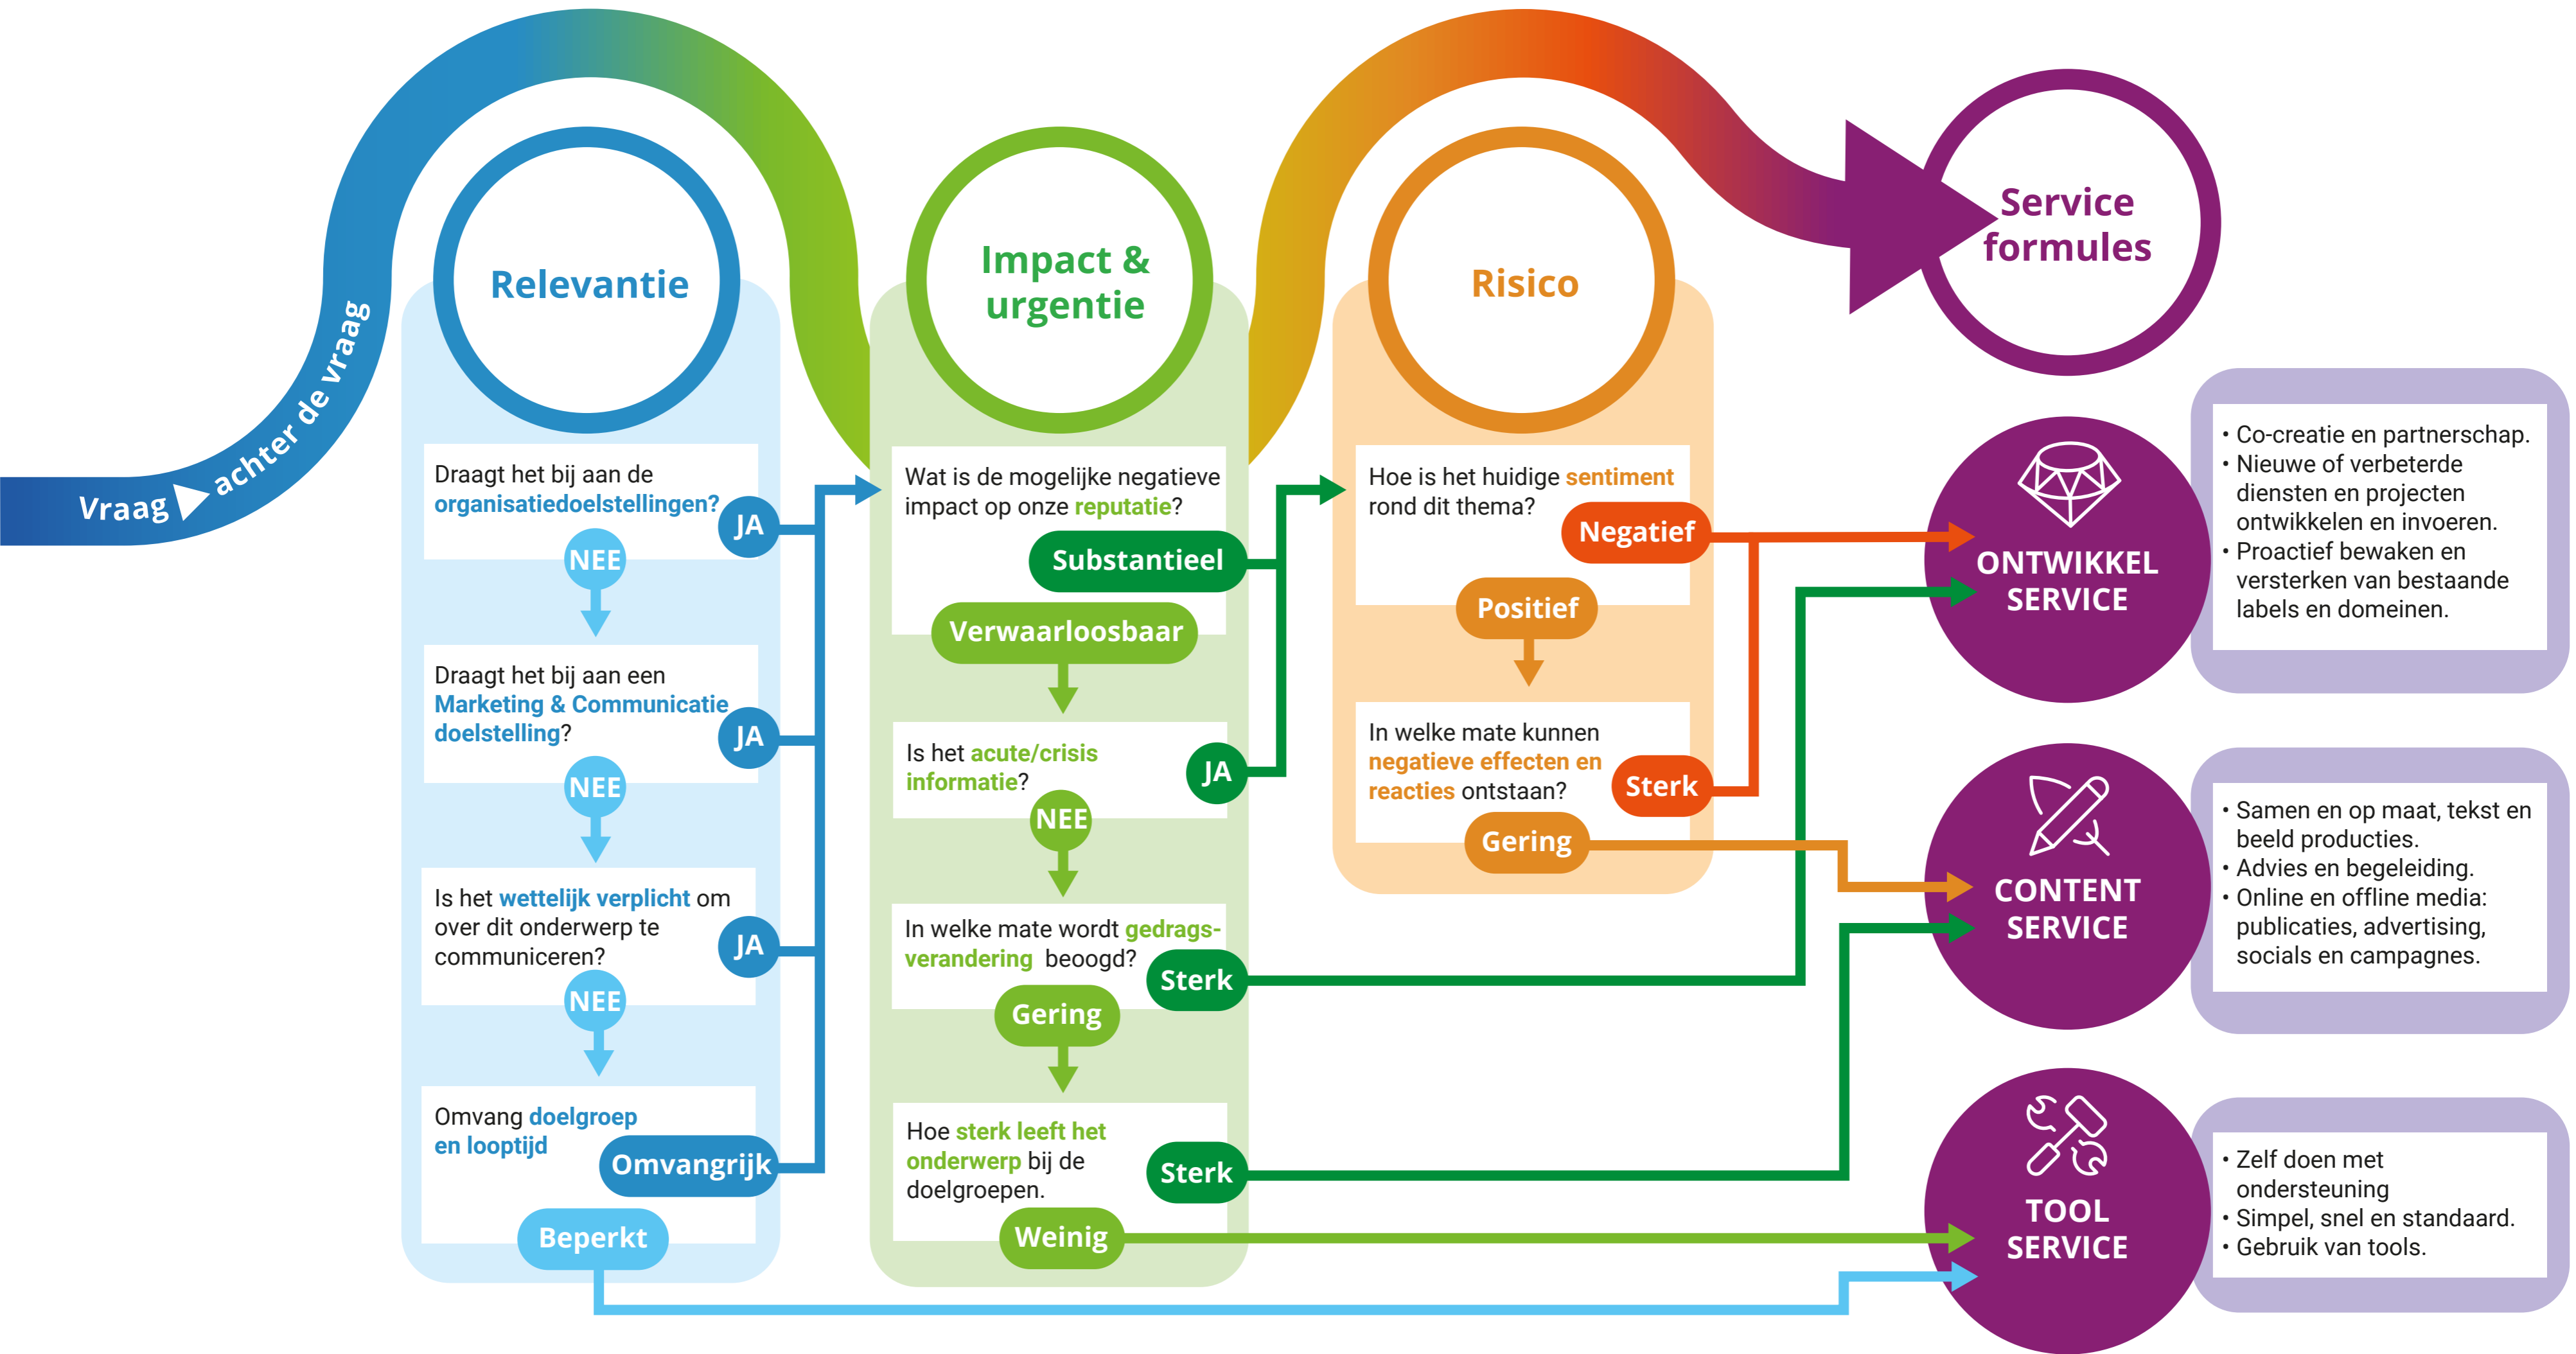 Vraag achter de vraag
Relevantie
Draagt het bij aan de
organisatiedoelstellingen?
JA
NEE
Draagt het bij aan een
Marketing & Communicatie
doelstelling?
JA
NEE
Is het wettelijk verplicht om
over dit onderwerp te
communiceren?
JA
NEE
Omvang doelgroep
en looptijd
Omvangrijk
Beperkt
Impact &
urgentie
Wat is de mogelijke negatieve
impact op onze reputatie?
Substantieel
Verwaarloosbaar
Is het acute/crisis
informatie?
JA
NEE
In welke mate wordt gedrags-
verandering beoogd?
Sterk
Gering
Hoe sterk leeft het
onderwerp bij de
doelgroepen.
Sterk
Weinig
Risico
Hoe is het huidige sentiment
rond dit thema?
Negatief
Positief
In welke mate kunnen
negatieve effecten en
reacties ontstaan?
Sterk
Gering
Service
formules
ONTWIKKEL
SERVICE
• Co-creatie en partnerschap.
• Nieuwe of verbeterde
diensten en projecten
ontwikkelen en invoeren.
• Proactief bewaken en
versterken van bestaande
labels en domeinen.
CONTENT
SERVICE
• Samen en op maat, tekst en
beeld producties.
• Advies en begeleiding.
• Online en offline media:
publicaties, advertising,
socials en campagnes.
TOOL
SERVICE
• Zelf doen met
ondersteuning
• Simpel, snel en standaard.
• Gebruik van tools.